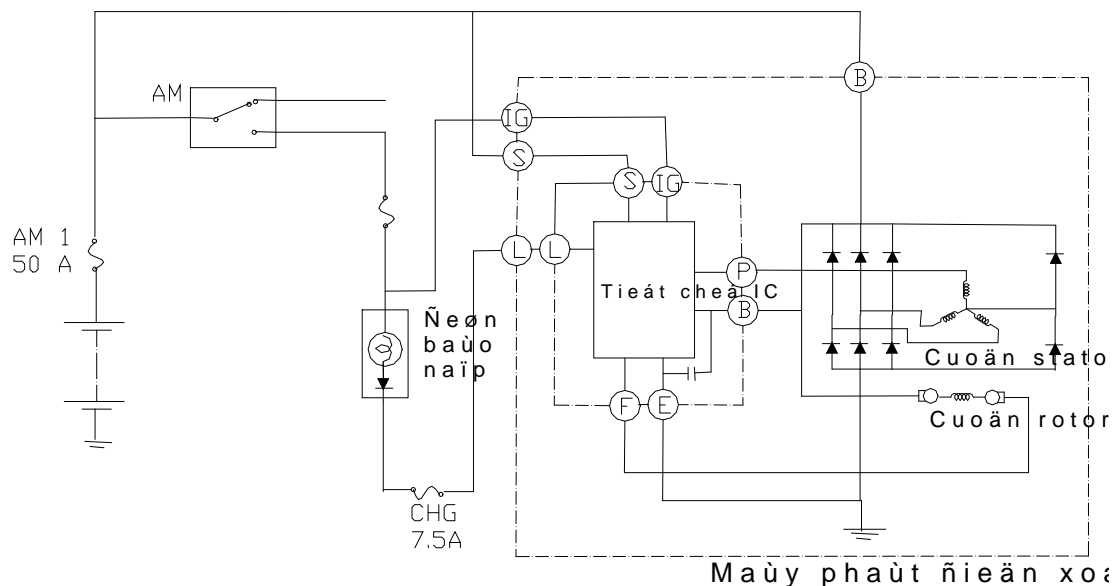 B
AM
IG
S
S
IG
AM 1
50 A
L
L
P
Tieát cheá IC
B
Ñeøn
baùo
naïp
Cuoän stato
F
E
Cuoän rotor
CHG
7.5A
Maùy phaùt ñieän xoa